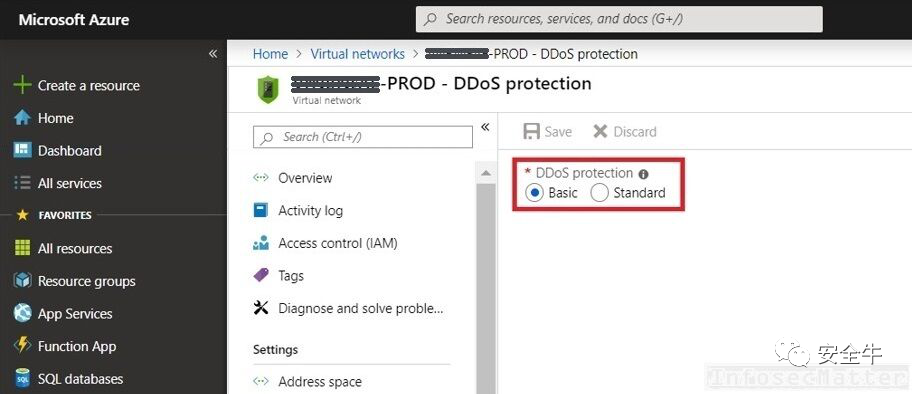 Microsoft Azure
Search resources, services, and docs (G+/)
«
Create a resource
Home
Dashboard
All services
FAVORITES
All resources
Resource groups
App Services
Function App
SQL databases
Home > Virtual networks > -PROD - DDoS protection
-PROD - DDoS protection
Virtual network
Search (Ctrl+/)
«
Overview
Activity log
Access control (IAM)
Tags
Diagnose and solve proble...
Settings
Address space
Save Discard
* DDoS protection
Basic Standard
安全牛
InfosecMatter